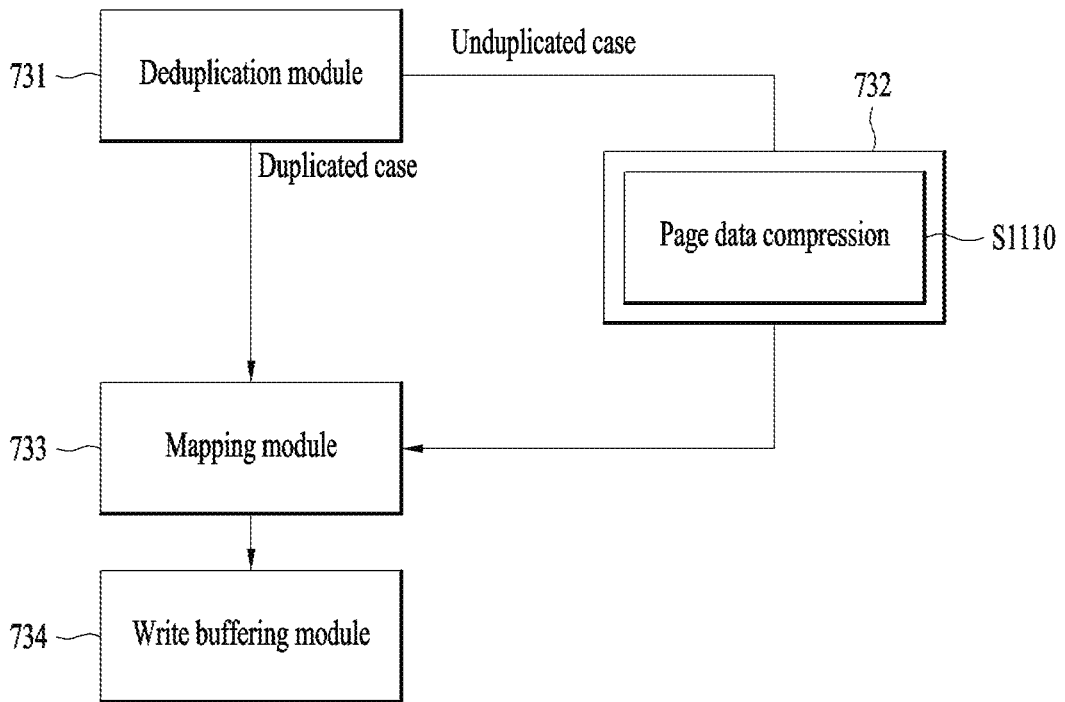 Unduplicated case
731
Deduplication module
732
Duplicated case
Page data compression
S1110
733
Mapping module
734
Write buffering module